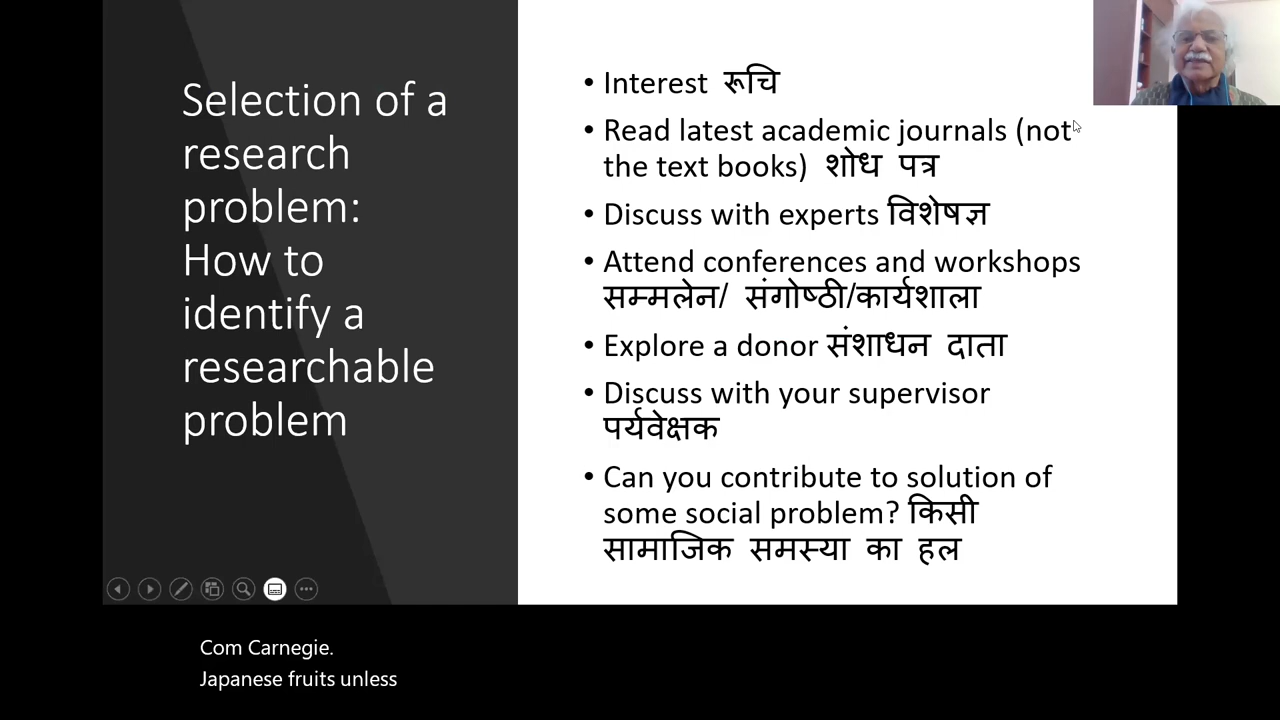 Selection of a
research
problem:
How to
identify a
researchable
problem
• Interest रूचि
• Read latest academic journals (not
the text books) शोध पत्र
• Discuss with experts विशेषज्ञ
• Attend conferences and workshops
सम्मलेन/ संगोष्ठी/कार्यशाला
• Explore a donor संशाधन दाता
• Discuss with your supervisor
पर्यवेक्षक
• Can you contribute to solution of
some social problem? किसी
सामाजिक समस्या का हल
Com Carnegie.
Japanese fruits unless